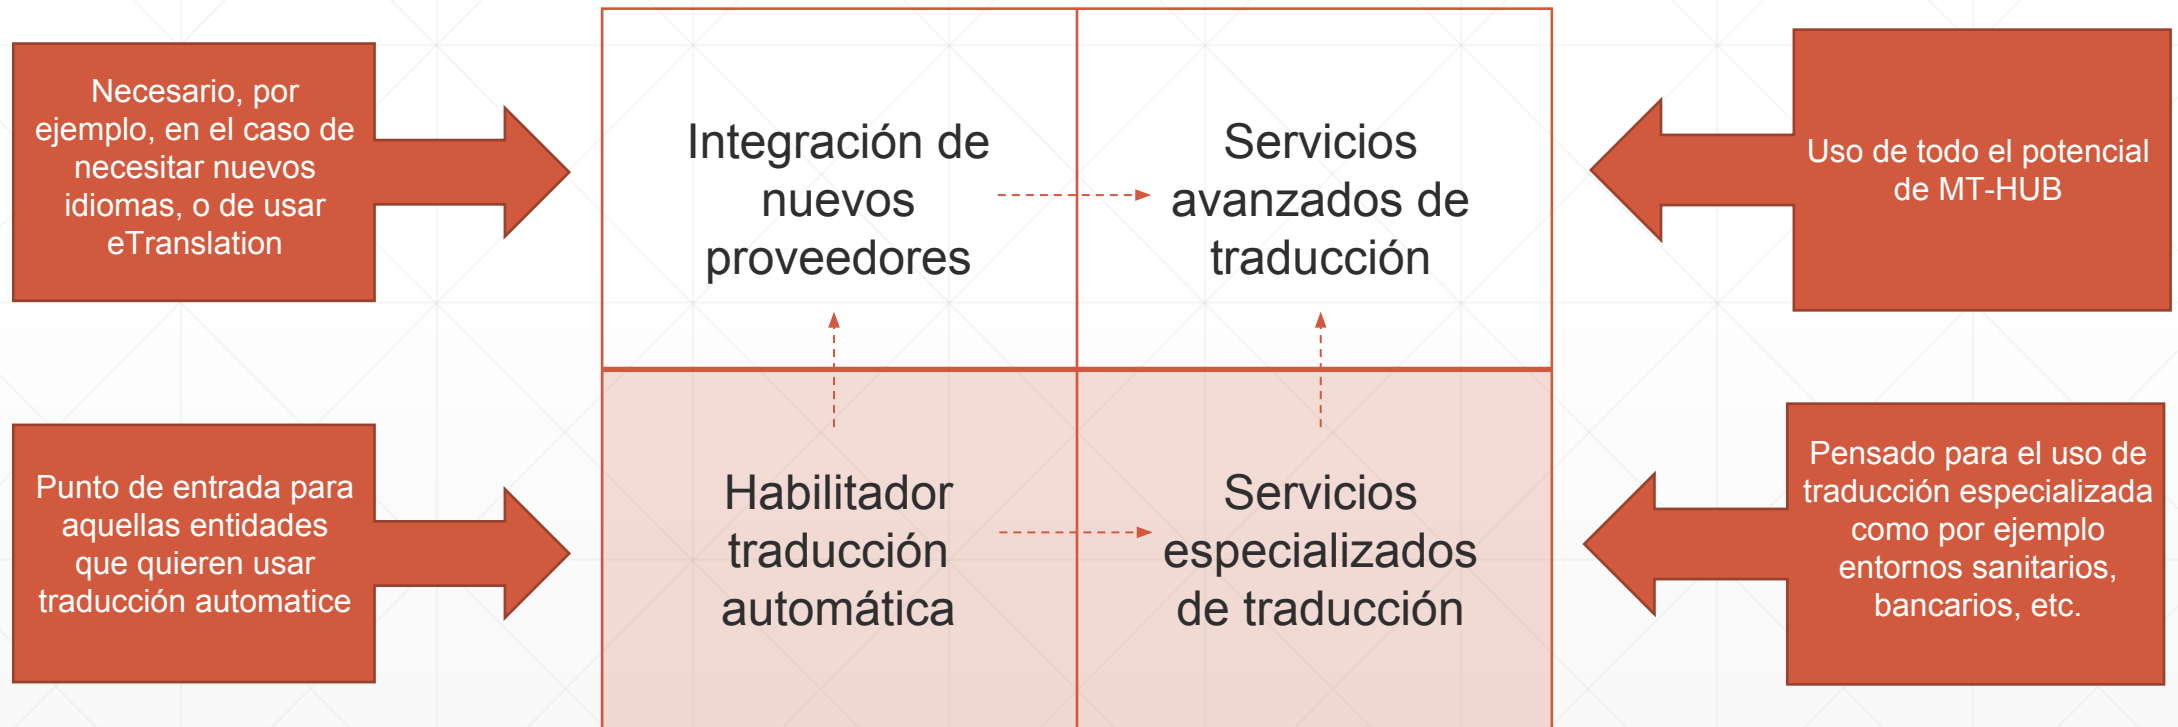 Necesario, por
ejemplo, en el caso de
necesitar nuevos
idiomas, o de usar
eTranslation
Integración de
nuevos
proveedores
Servicios
avanzados de
traducción
Uso de todo el potencial
de MT-HUB
Punto de entrada para
aquellas entidades
que quieren usar
traducción automatice
Habilitador
traducción
automática
Servicios
especializados
de traducción
Pensado para el uso de
traducción especializada
como por ejemplo
entornos sanitarios,
bancarios, etc.